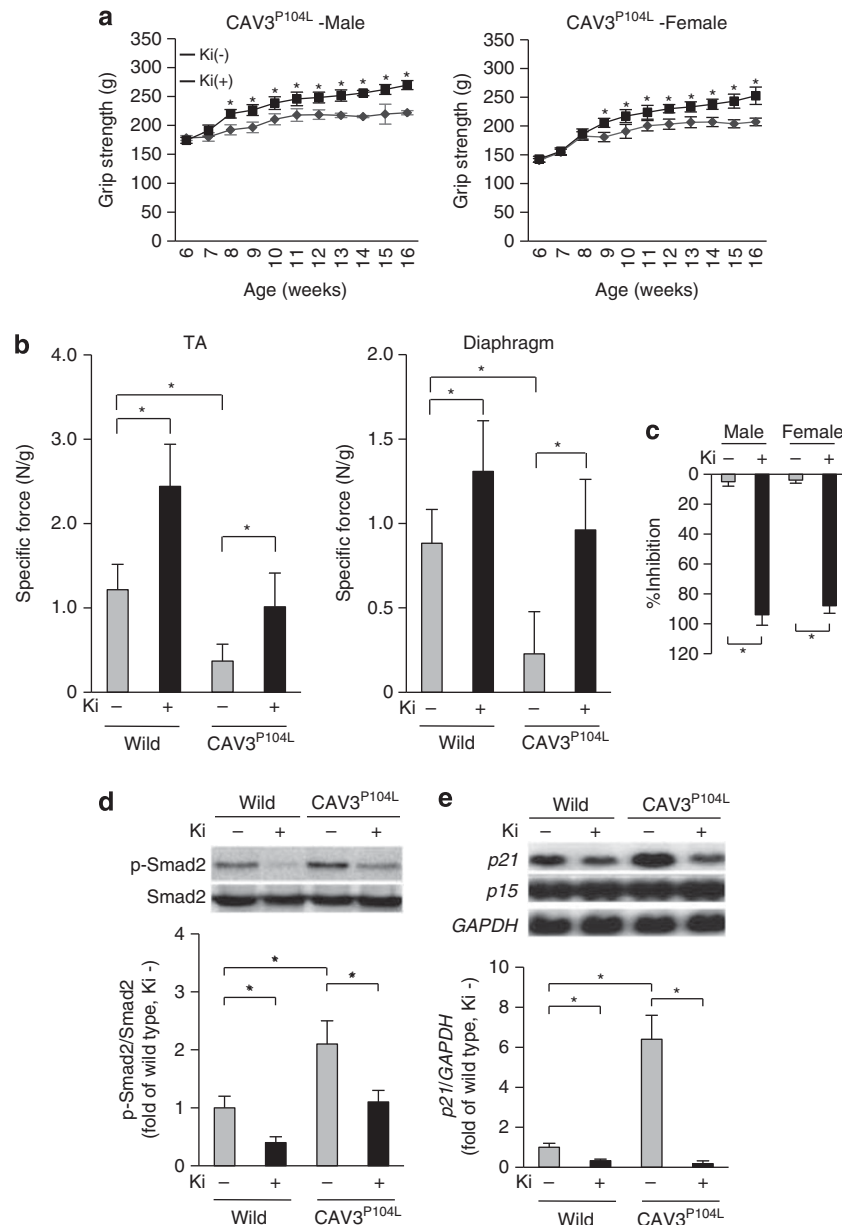 a
CAV3P104L -Male
CAV3P104L -Female
Grip strength (g)
350
300
250
200
150
100
50
0
Ki(-)
Ki(+)
* * * * * * * * *
6 7 8 9 10 11 12 13 14 15 16
Age (weeks)
Grip strength (g)
350
300
250
200
150
100
50
0
* * * * * * * *
6 7 8 9 10 11 12 13 14 15 16
Age (weeks)
b
TA
Specific force (N/g)
4.0
3.0
2.0
1.0
0
* * *
Ki – + – +
Wild CAV3P104L
Diaphragm
Specific force (N/g)
2.0
1.5
1.0
0.5
0
* * *
Ki – + – +
Wild CAV3P104L
c
Male Female
Ki – + – +
%Inhibition
0
20
40
60
80
100
120
* *
d
Wild CAV3P104L
Ki – + – +
p-Smad2
Smad2
p-Smad2/Smad2
(fold of wild type, Ki -)
4
3
2
1
0
* * *
Ki – + – +
Wild CAV3P104L
e
Wild CAV3P104L
Ki – + – +
p21
p15
GAPDH
p21/GAPDH
(fold of wild type, Ki -)
10
8
6
4
2
0
* * *
Ki – + – +
Wild CAV3P104L